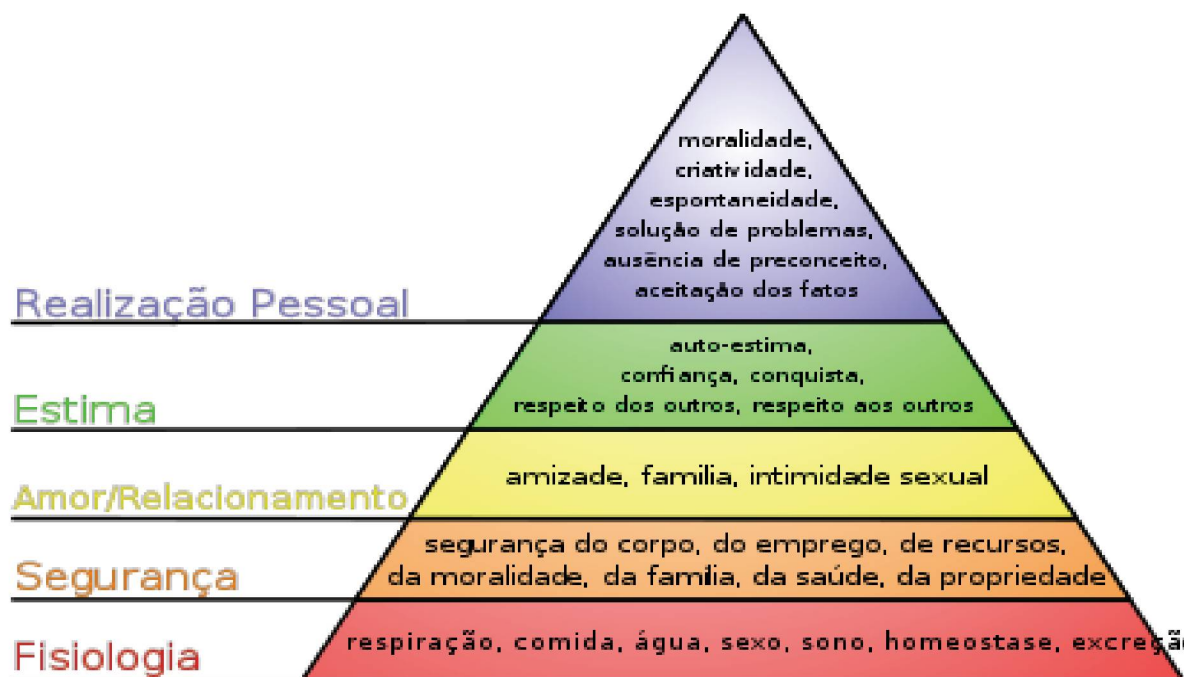 moralidade,
criatividade,
espontaneidade,
solução de problemas,
ausência de preconceito,
aceitação dos fatos
Realização Pessoal
auto-estima,
confiança, conquista,
respeito dos outros, respeito aos outros
Estima
amizade, família, intimidade sexual
Amor/Relacionamento
segurança do corpo, do emprego, de recursos,
da moralidade, da família, da saúde, da propriedade
Segurança
respiração, comida, água, sexo, sono, homeostase, excreção
Fisiologia